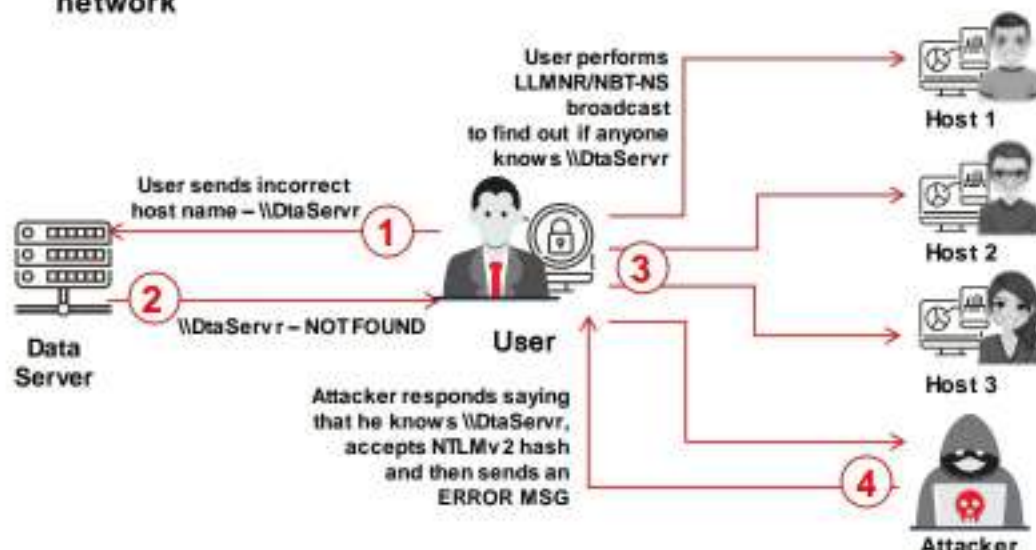 network
User performs
LLMNR/NBT-NS
broadcast
to find out if anyone
knows \\DtaServr
Host 1
User sends incorrect
host name – \\DtaServr
1
Host 2
2
3
\\DtaServr – NOT FOUND
Data
Server
User
Host 3
Attacker responds saying
that he knows \\DtaServr,
accepts NTLMv2 hash
and then sends an
ERROR MSG
4
Attacker